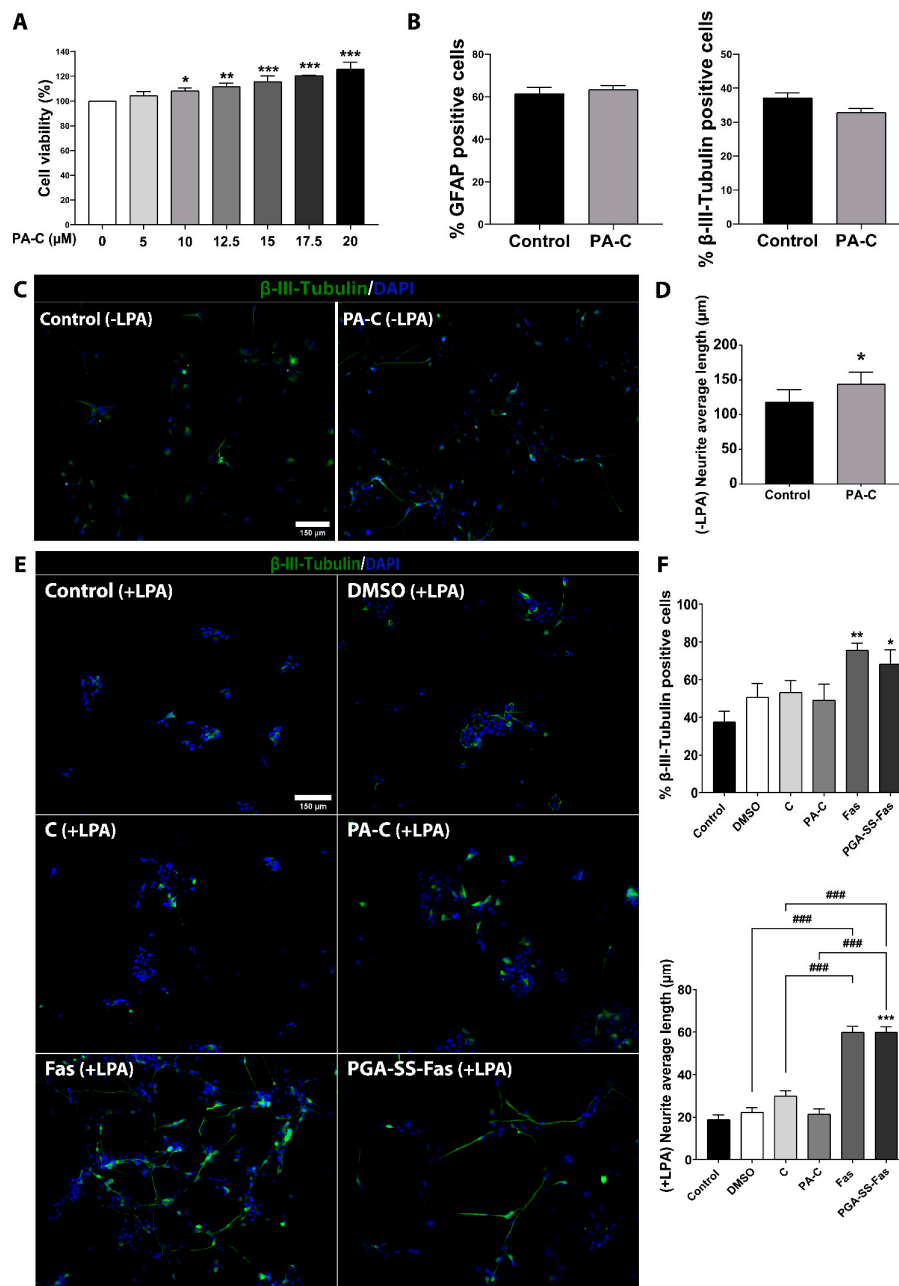 A
Cell viability (%)
140
120
100
80
60
40
20
0
*
**
***
***
***
PA-C (μM)
0 5 10 12.5 15 17.5 20
B
% GFAP positive cells
80
60
40
20
0
Control PA-C
% β-III-Tubulin positive cells
50
40
30
20
10
0
Control PA-C
C
β-III-Tubulin/DAPI
Control (-LPA)
PA-C (-LPA)
150 μm
D
(-LPA) Neurite average length (μm)
200
150
100
50
0
*
Control PA-C
E
β-III-Tubulin/DAPI
Control (+LPA)
DMSO (+LPA)
150 μm
C (+LPA)
PA-C (+LPA)
Fas (+LPA)
PGA-SS-Fas (+LPA)
F
% β-III-Tubulin positive cells
100
80
60
40
20
0
**
*
Control DMSO C PA-C Fas PGA-SS-Fas
(+LPA) Neurite average length (μm)
80
60
40
20
0
###
###
###
###
***
Control DMSO C PA-C Fas PGA-SS-Fas